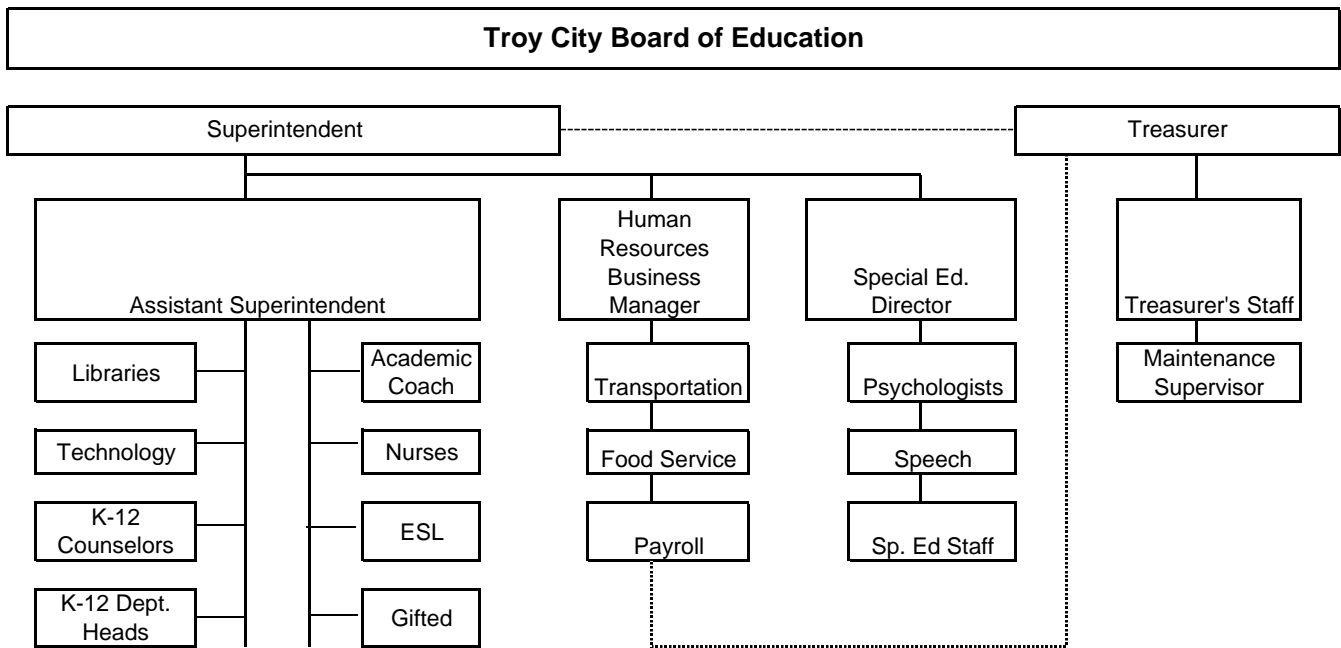 Troy City Board of Education
Superintendent
Treasurer
Assistant Superintendent
Human
Resources
Business
Manager
Special Ed.
Director
Treasurer's Staff
Libraries
Academic
Coach
Transportation
Psychologists
Maintenance
Supervisor
Technology
Nurses
Food Service
Speech
K-12
Counselors
ESL
Payroll
Sp. Ed Staff
K-12 Dept.
Heads
Gifted